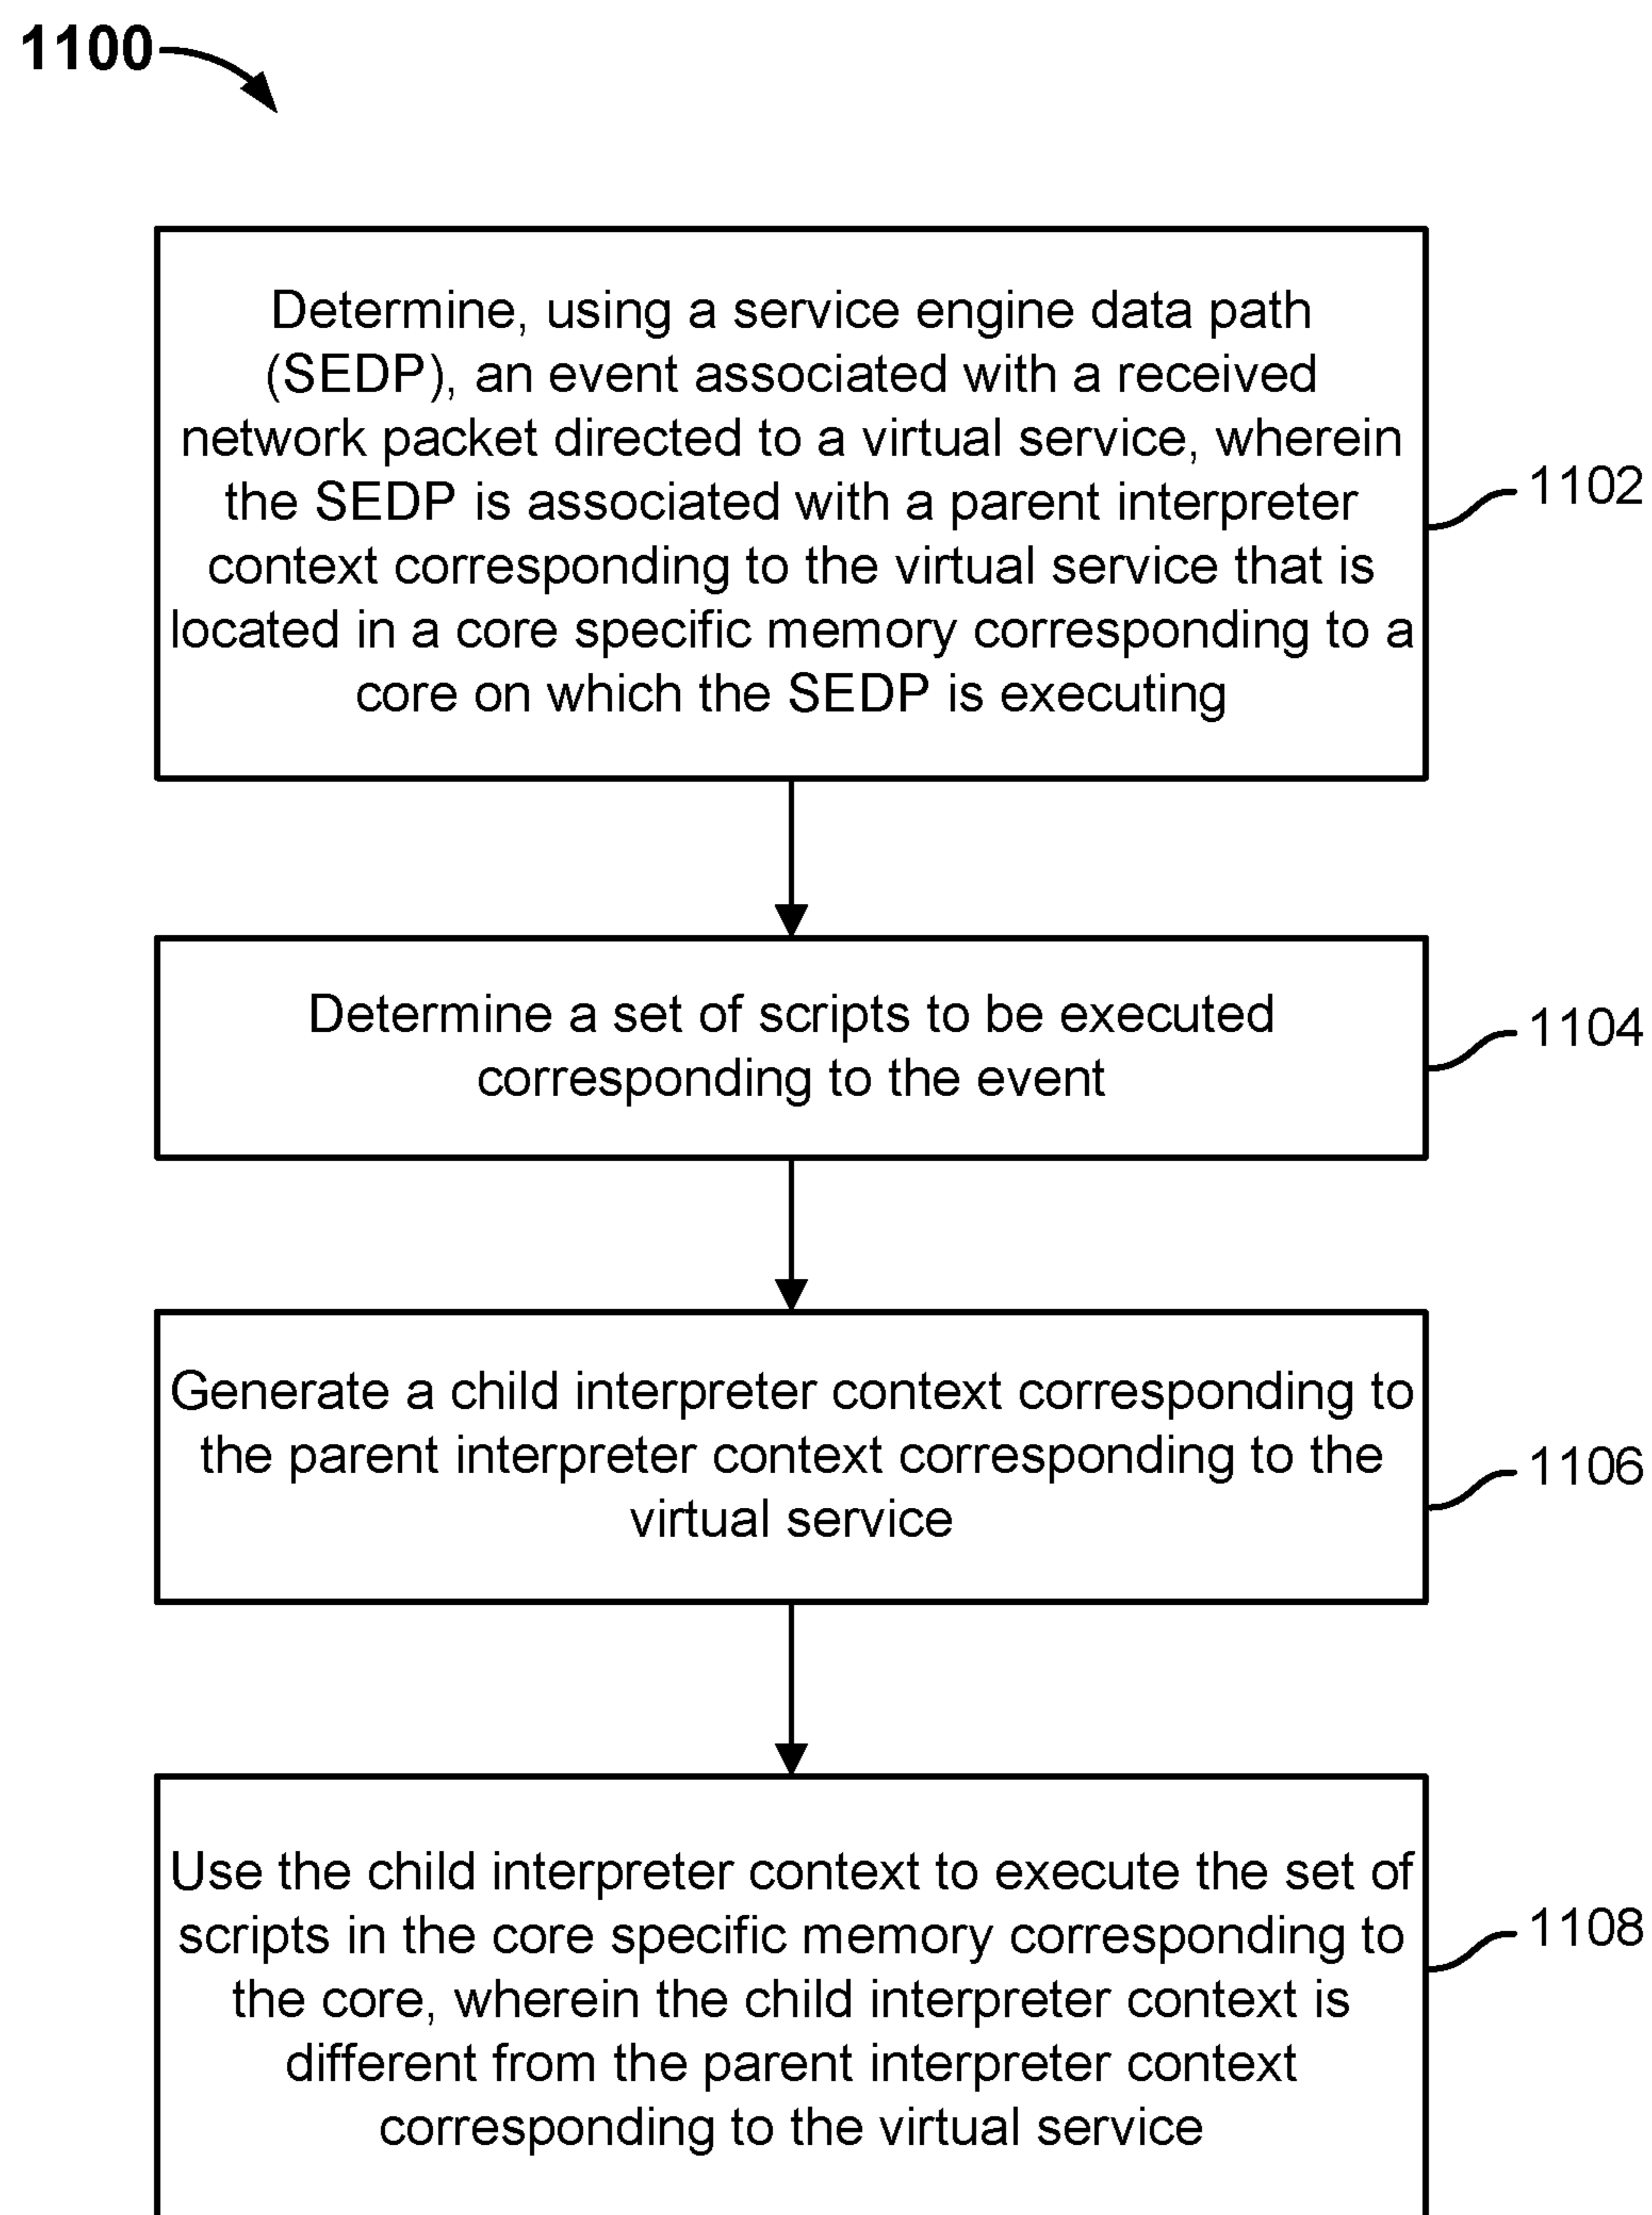 1100
Determine, using a service engine data path
(SEDP), an event associated with a received
network packet directed to a virtual service, wherein
the SEDP is associated with a parent interpreter
context corresponding to the virtual service that is
located in a core specific memory corresponding to a
core on which the SEDP is executing
1102
Determine a set of scripts to be executed
corresponding to the event
1104
Generate a child interpreter context corresponding to
the parent interpreter context corresponding to the
virtual service
1106
Use the child interpreter context to execute the set of
scripts in the core specific memory corresponding to
the core, wherein the child interpreter context is
different from the parent interpreter context
corresponding to the virtual service
1108